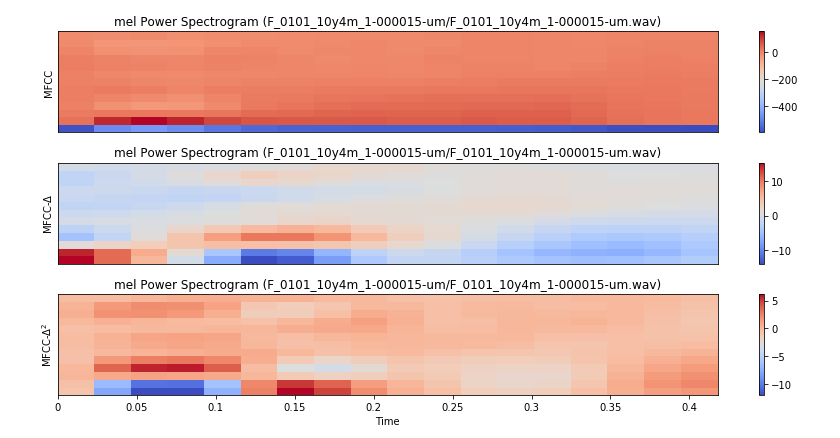 mel Power Spectrogram (F_0101_10y4m_1-000015-um/F_0101_10y4m_1-000015-um.wav)
MFCC
0
−200
−400
mel Power Spectrogram (F_0101_10y4m_1-000015-um/F_0101_10y4m_1-000015-um.wav)
MFCC-Δ
10
0
−10
mel Power Spectrogram (F_0101_10y4m_1-000015-um/F_0101_10y4m_1-000015-um.wav)
MFCC-Δ²
5
0
−5
−10
0 0.05 0.1 0.15 0.2 0.25 0.3 0.35 0.4
Time